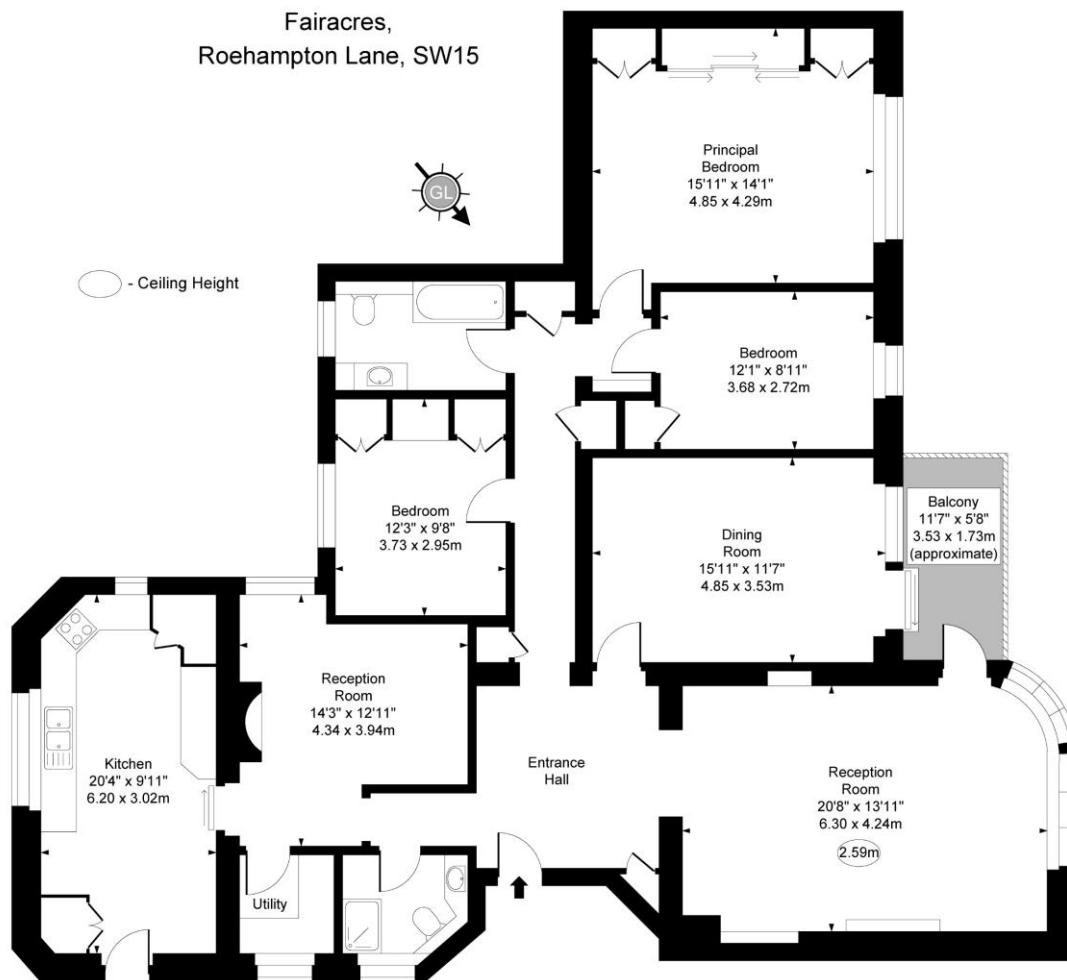 Fairacres,
Roehampton Lane, SW15
GL
- Ceiling Height
Principal
Bedroom
15'11" x 14'1"
4.85 x 4.29m
Bedroom
12'1" x 8'11"
3.68 x 2.72m
Bedroom
12'3" x 9'8"
3.73 x 2.95m
Dining
Room
15'11" x 11'7"
4.85 x 3.53m
Balcony
11'7" x 5'8"
3.53 x 1.73m
(approximate)
Reception
Room
14'3" x 12'11"
4.34 x 3.94m
Kitchen
20'4" x 9'11"
6.20 x 3.02m
Entrance
Hall
Reception
Room
20'8" x 13'11"
6.30 x 4.24m
2.59m
Utility